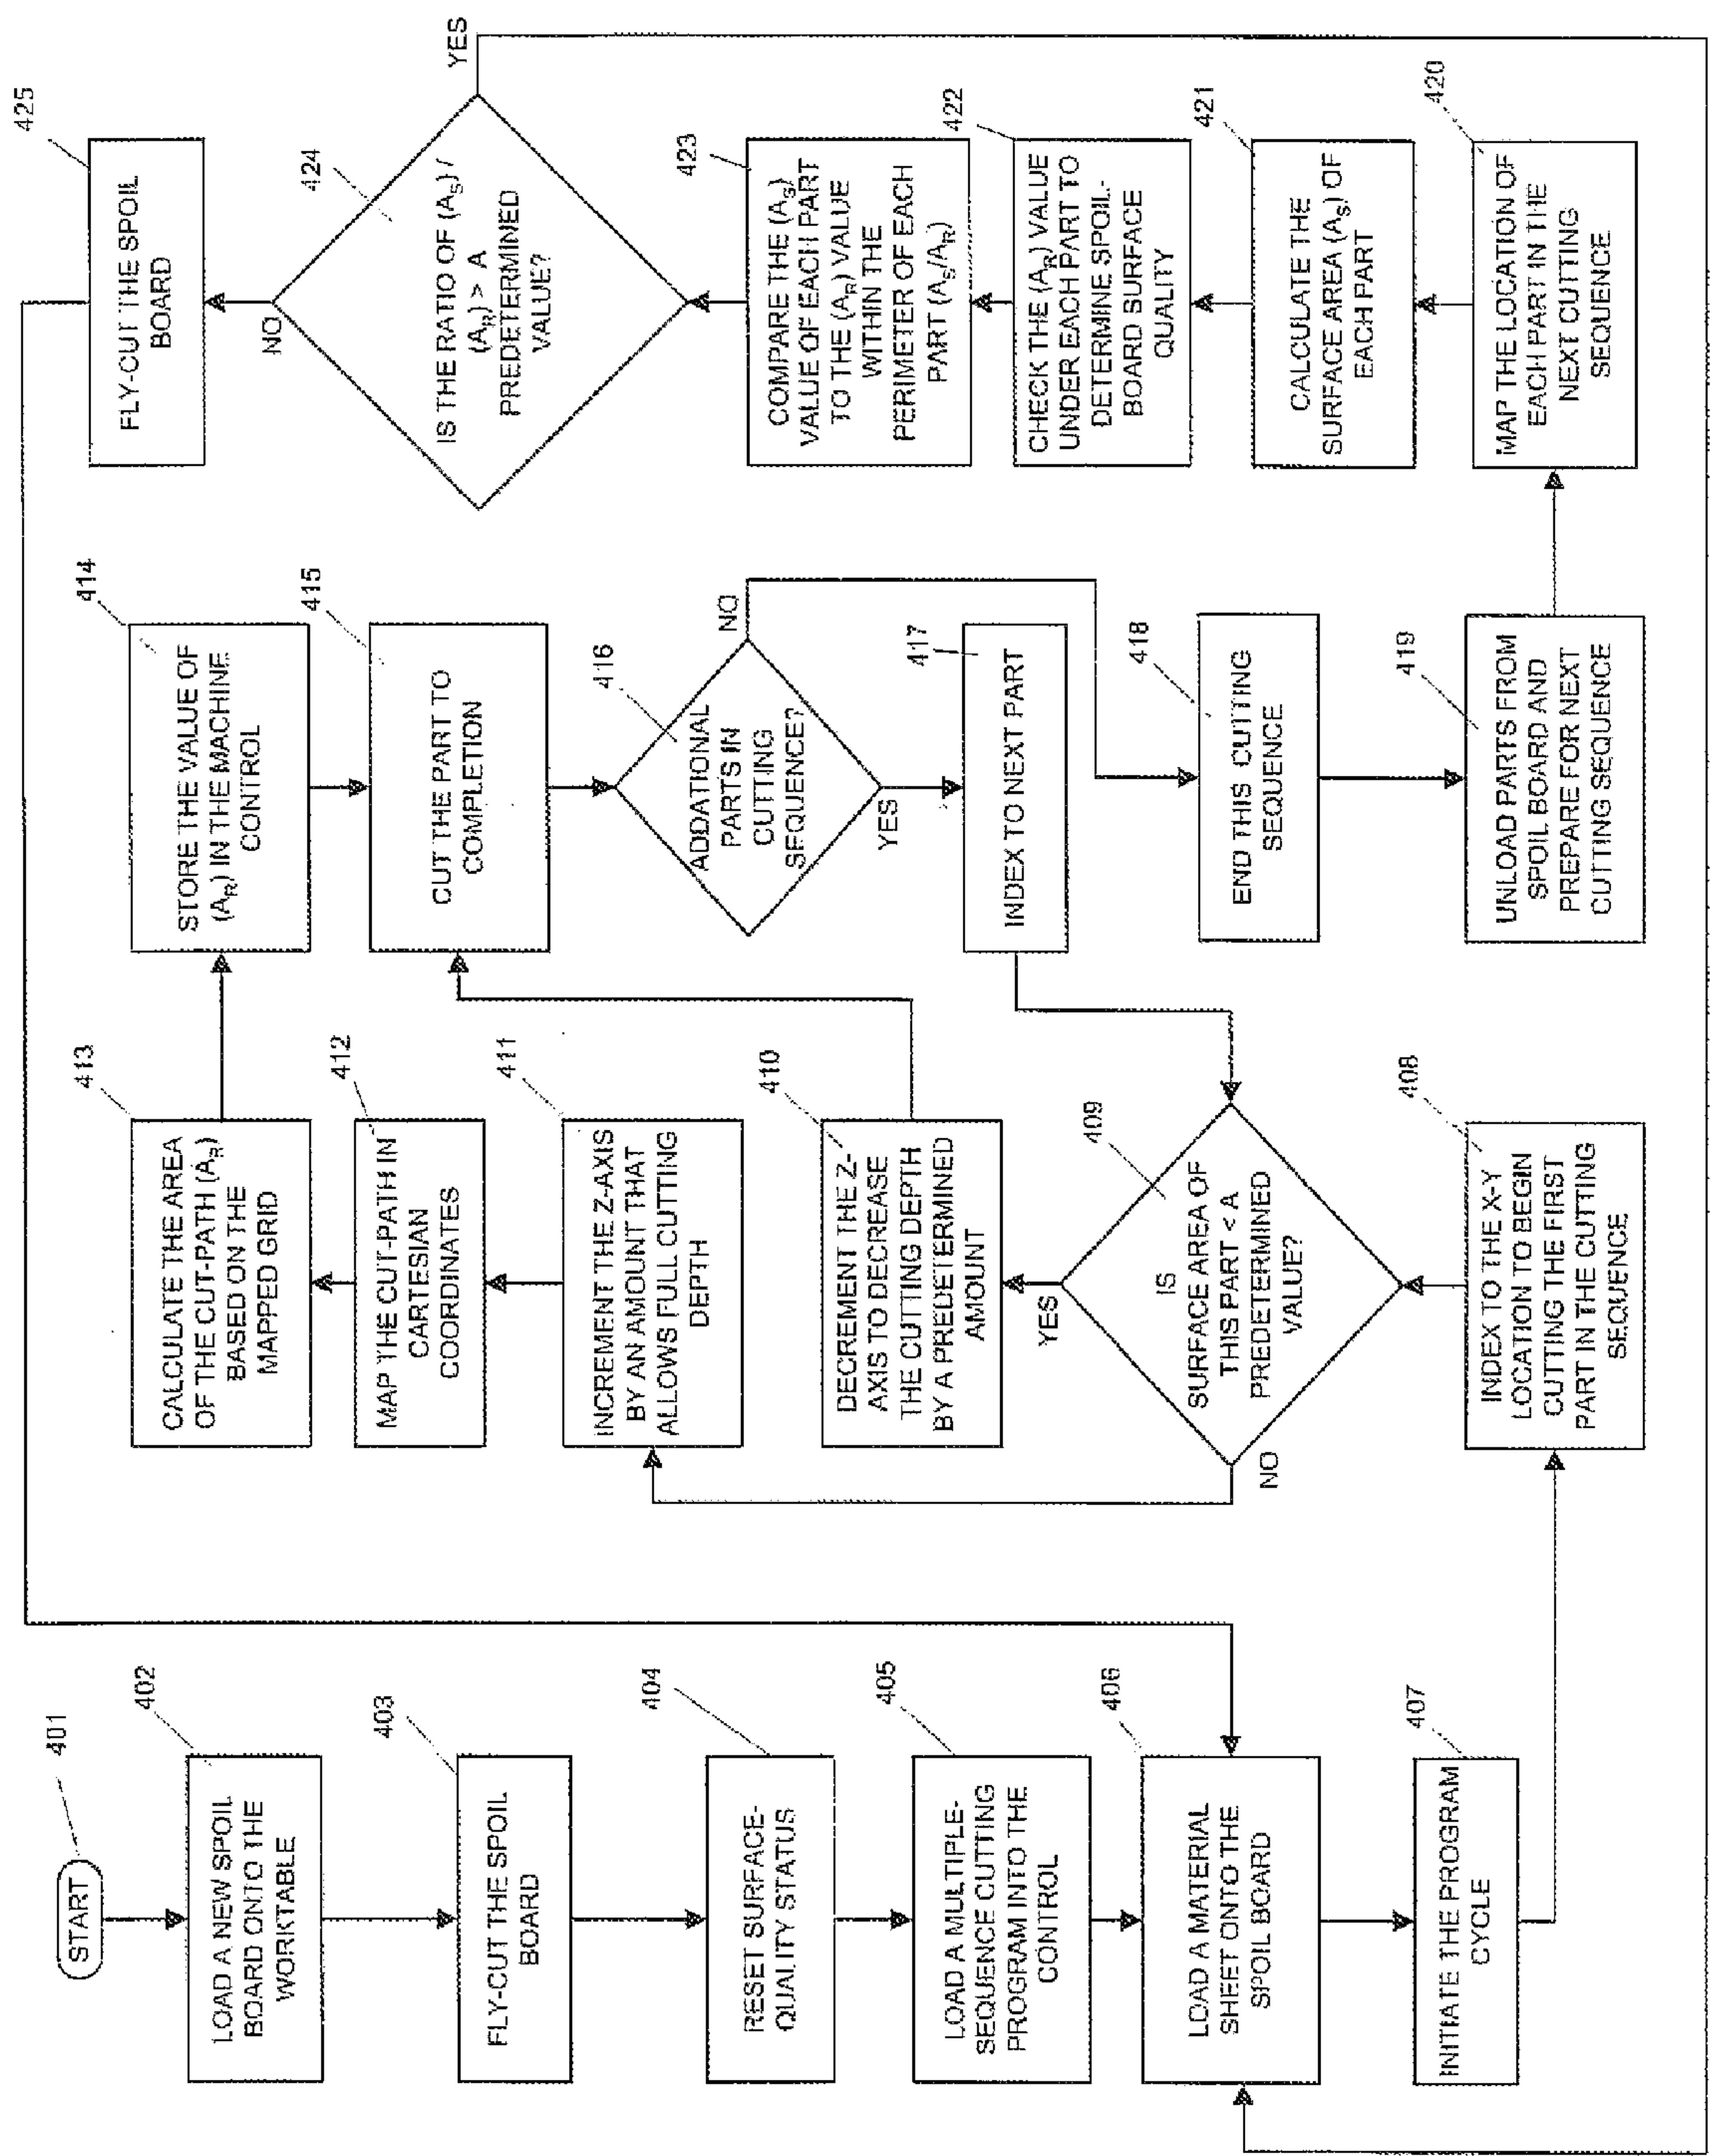 401
START
402
LOAD A NEW SPOIL
BOARD ONTO THE
WORKTABLE
403
FLY-CUT THE SPOIL
BOARD
404
RESET SURFACE-
QUALITY STATUS
405
LOAD A MULTIPLE-
SEQUENCE CUTTING
PROGRAM INTO THE
CONTROL
406
LOAD A MATERIAL
SHEET ONTO THE
SPOIL BOARD
407
INITIATE THE PROGRAM
CYCLE
413
CALCULATE THE AREA
OF THE CUT-PATH (A_R)
BASED ON THE
MAPPED GRID
412
MAP THE CUT-PATH IN
CARTESIAN
COORDINATES
411
INCREMENT THE Z-AXIS
BY AN AMOUNT THAT
ALLOWS FULL CUTTING
DEPTH
410
DECREMENT THE Z-
AXIS TO DECREASE
THE CUTTING DEPTH
BY A PREDETERMINED
AMOUNT
YES
409
IS
SURFACE AREA OF
THIS PART < A
PREDETERMINED
VALUE?
NO
408
INDEX TO THE X-Y
LOCATION TO BEGIN
CUTTING THE FIRST
PART IN THE CUTTING
SEQUENCE
414
STORE THE VALUE OF
(A_R) IN THE MACHINE
CONTROL
415
CUT THE PART TO
COMPLETION
416
ADDATIONAL
PARTS IN
CUTTING
SEQUENCE?
NO
YES
417
INDEX TO NEXT PART
418
END THIS CUTTING
SEQUENCE
419
UNLOAD PARTS FROM
SPOIL BOARD AND
PREPARE FOR NEXT
CUTTING SEQUENCE
425
FLY-CUT THE SPOIL
BOARD
NO
424
IS THE RATIO OF (A_S) /
(A_R) > A
PREDETERMINED
VALUE?
YES
423
COMPARE THE (A_S)
VALUE OF EACH PART
TO THE (A_R) VALUE
WITHIN THE
PERIMETER OF EACH
PART (A_S/A_R)
422
CHECK THE (A_R) VALUE
UNDER EACH PART TO
DETERMINE SPOIL-
BOARD SURFACE
QUALITY
421
CALCULATE THE
SURFACE AREA (A_S) OF
EACH PART
420
MAP THE LOCATION OF
EACH PART IN THE
NEXT CUTTING
SEQUENCE